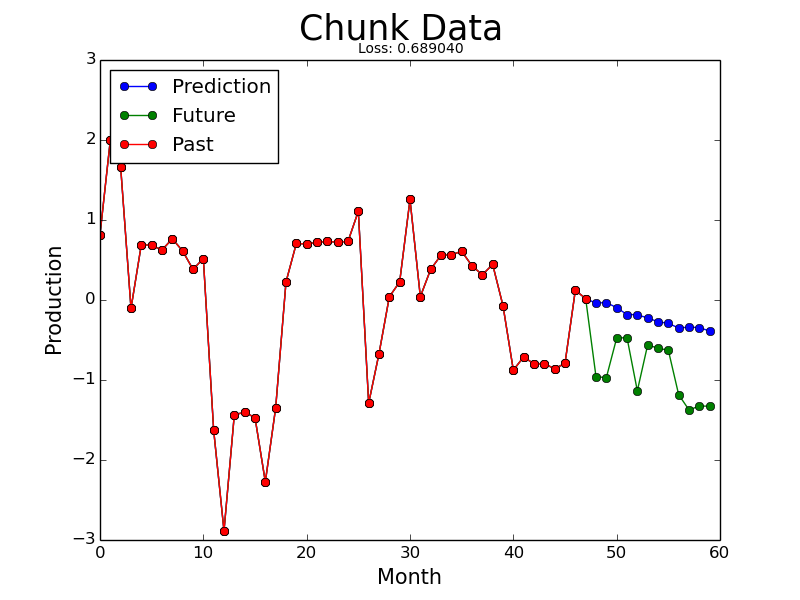 Chunk Data
Loss: 0.689040
Prediction
Future
Past
Production
3
2
1
0
−1
−2
−3
0 10 20 30 40 50 60
Month